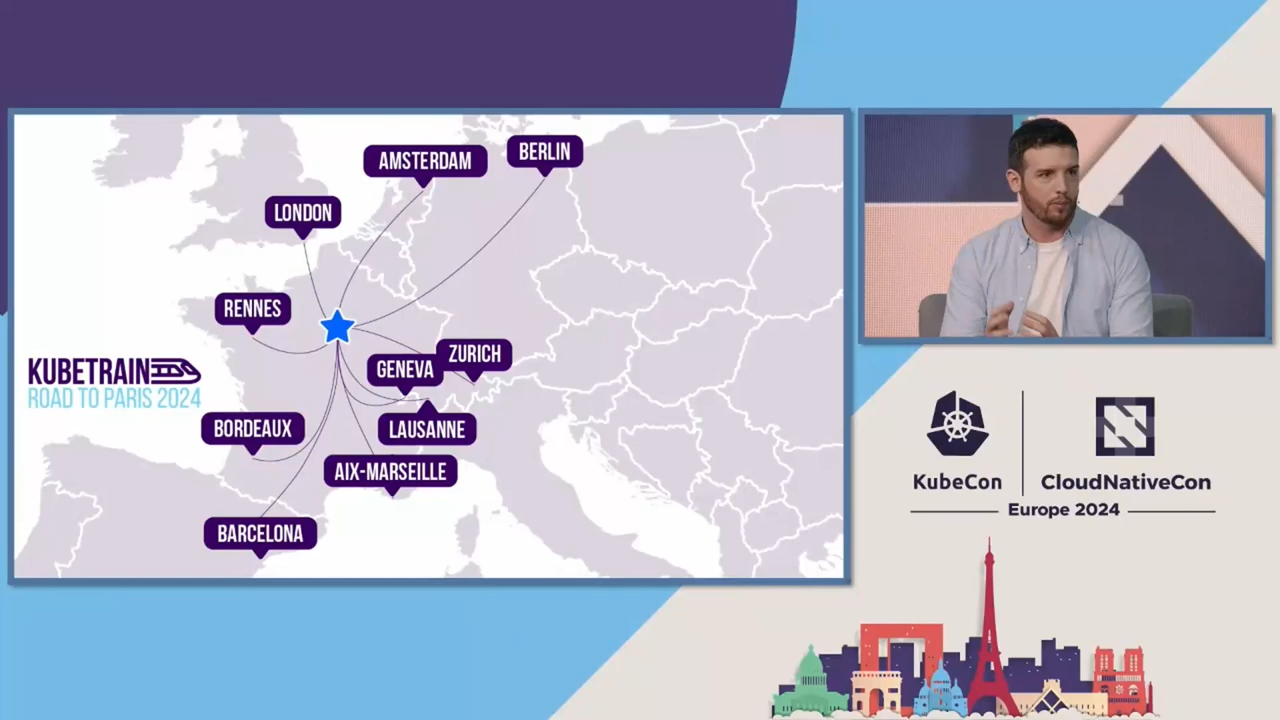 AMSTERDAM
BERLIN
LONDON
RENNES
ZURICH
GENEVA
KUBETRAIN
ROAD TO PARIS 2024
BORDEAUX
LAUSANNE
AIX-MARSEILLE
BARCELONA
KubeCon
CloudNativeCon
Europe 2024